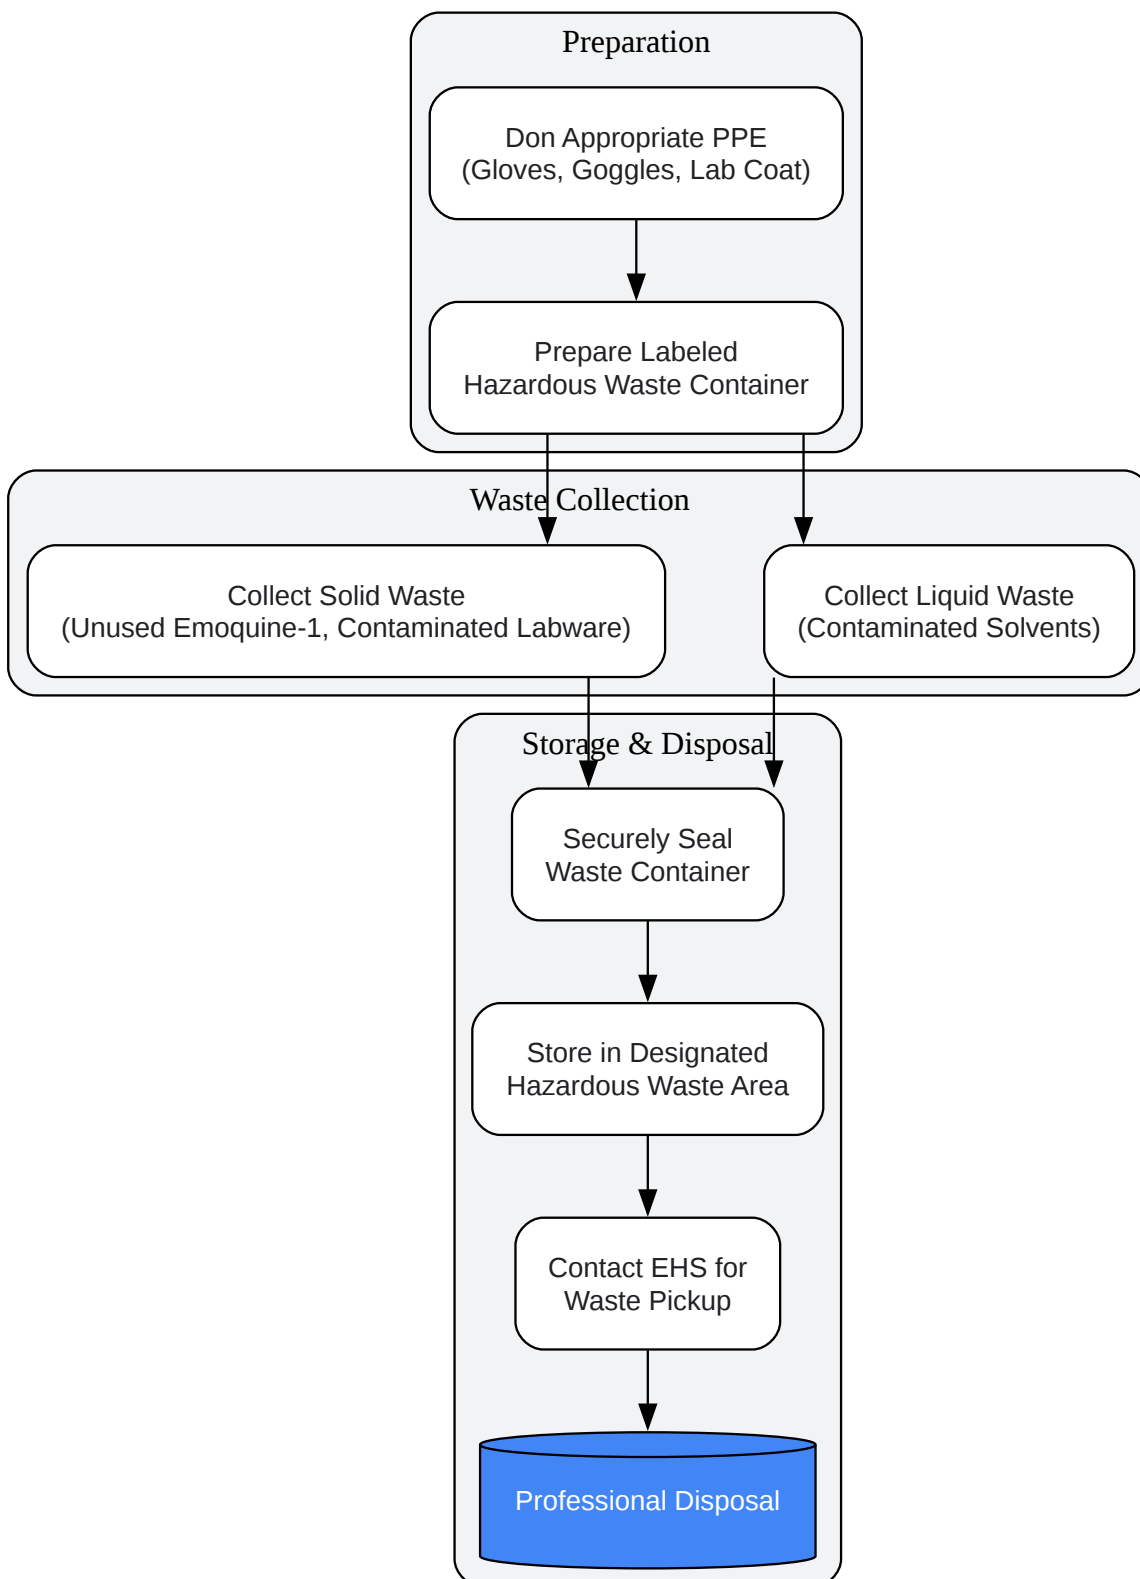 Preparation
Don Appropriate PPE
(Gloves, Goggles, Lab Coat)
Prepare Labeled
Hazardous Waste Container
Waste Collection
Collect Solid Waste
(Unused Emoquine-1, Contaminated Labware)
Collect Liquid Waste
(Contaminated Solvents)
Storage & Disposal
Securely Seal
Waste Container
Store in Designated
Hazardous Waste Area
Contact EHS for
Waste Pickup
Professional Disposal